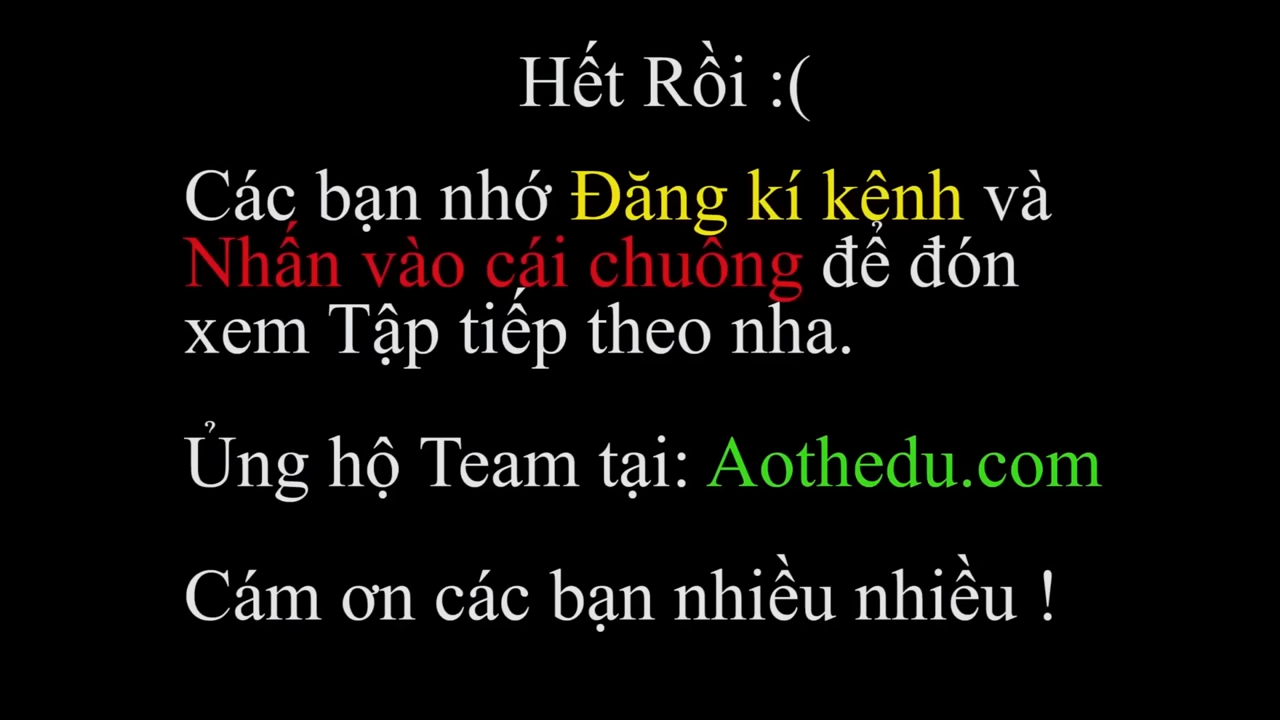 Hết Rồi :(
Các bạn nhớ Đăng kí kênh và
Nhấn vào cái chuông để đón
xem Tập tiếp theo nha.
Ủng hộ Team tại: Aothedu.com
Cám ơn các bạn nhiều nhiều !